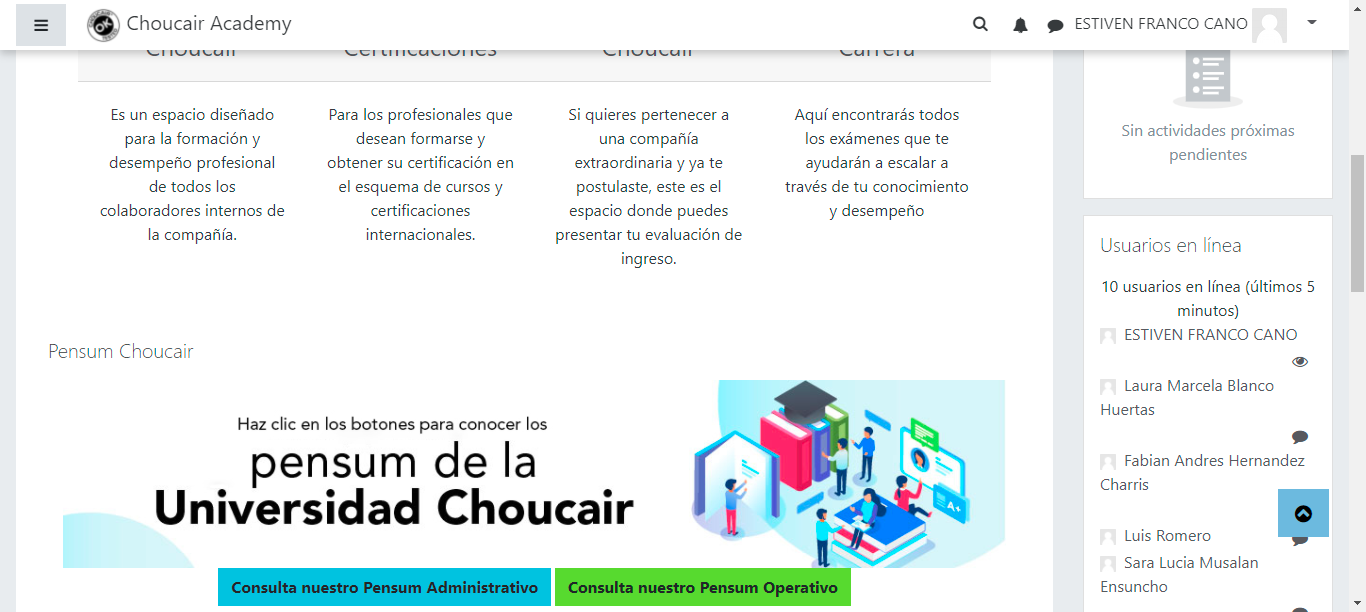 Choucair Academy
ESTIVEN FRANCO CANO
Choucair
Certificaciones
Choucair
Carrera
Es un espacio diseñado
para la formación y
desempeño profesional
de todos los
colaboradores internos de
la compañía.
Para los profesionales que
desean formarse y
obtener su certificación en
el esquema de cursos y
certificaciones
internacionales.
Si quieres pertenecer a
una compañía
extraordinaria y ya te
postulaste, este es el
espacio donde puedes
presentar tu evaluación de
ingreso.
Aquí encontrarás todos
los exámenes que te
ayudarán a escalar a
través de tu conocimiento
y desempeño
Pensum Choucair
Haz clic en los botones para conocer los
pensum de la
Universidad Choucair
A+
Consulta nuestro Pensum Administrativo
Consulta nuestro Pensum Operativo
Sin actividades próximas
pendientes
Usuarios en línea
10 usuarios en línea (últimos 5
minutos)
ESTIVEN FRANCO CANO
Laura Marcela Blanco
Huertas
Fabian Andres Hernandez
Charris
Luis Romero
Sara Lucia Musalan
Ensuncho